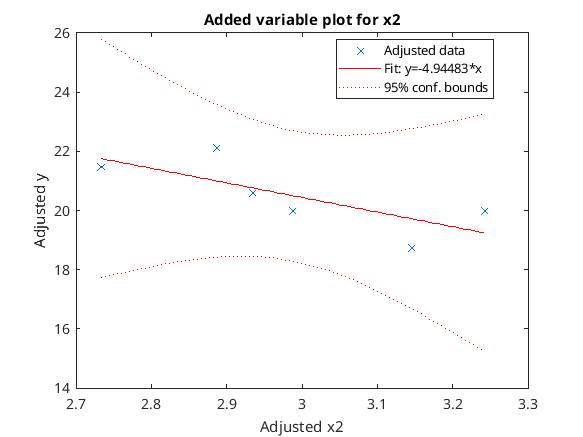 Added variable plot for x2
Adjusted data
Fit: y=-4.94483*x
95% conf. bounds
26
24
22
20
18
16
14
Adjusted y
2.7 2.8 2.9 3 3.1 3.2 3.3
Adjusted x2